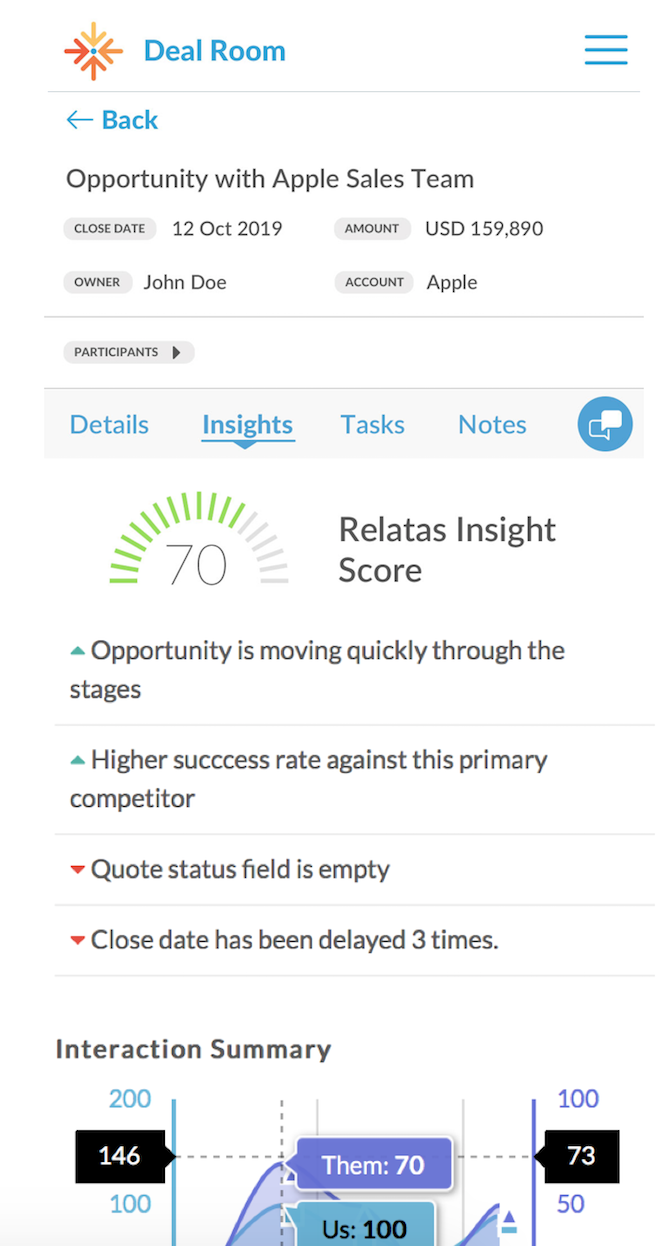 Deal Room
← Back
Opportunity with Apple Sales Team
CLOSE DATE 12 Oct 2019 AMOUNT USD 159,890
OWNER John Doe ACCOUNT Apple
PARTICIPANTS
Details Insights Tasks Notes
70
Relatas Insight
Score
Opportunity is moving quickly through the
stages
Higher succcess rate against this primary
competitor
Quote status field is empty
Close date has been delayed 3 times.
Interaction Summary
200 100
146 Them: 70 73
100 50
Us: 100